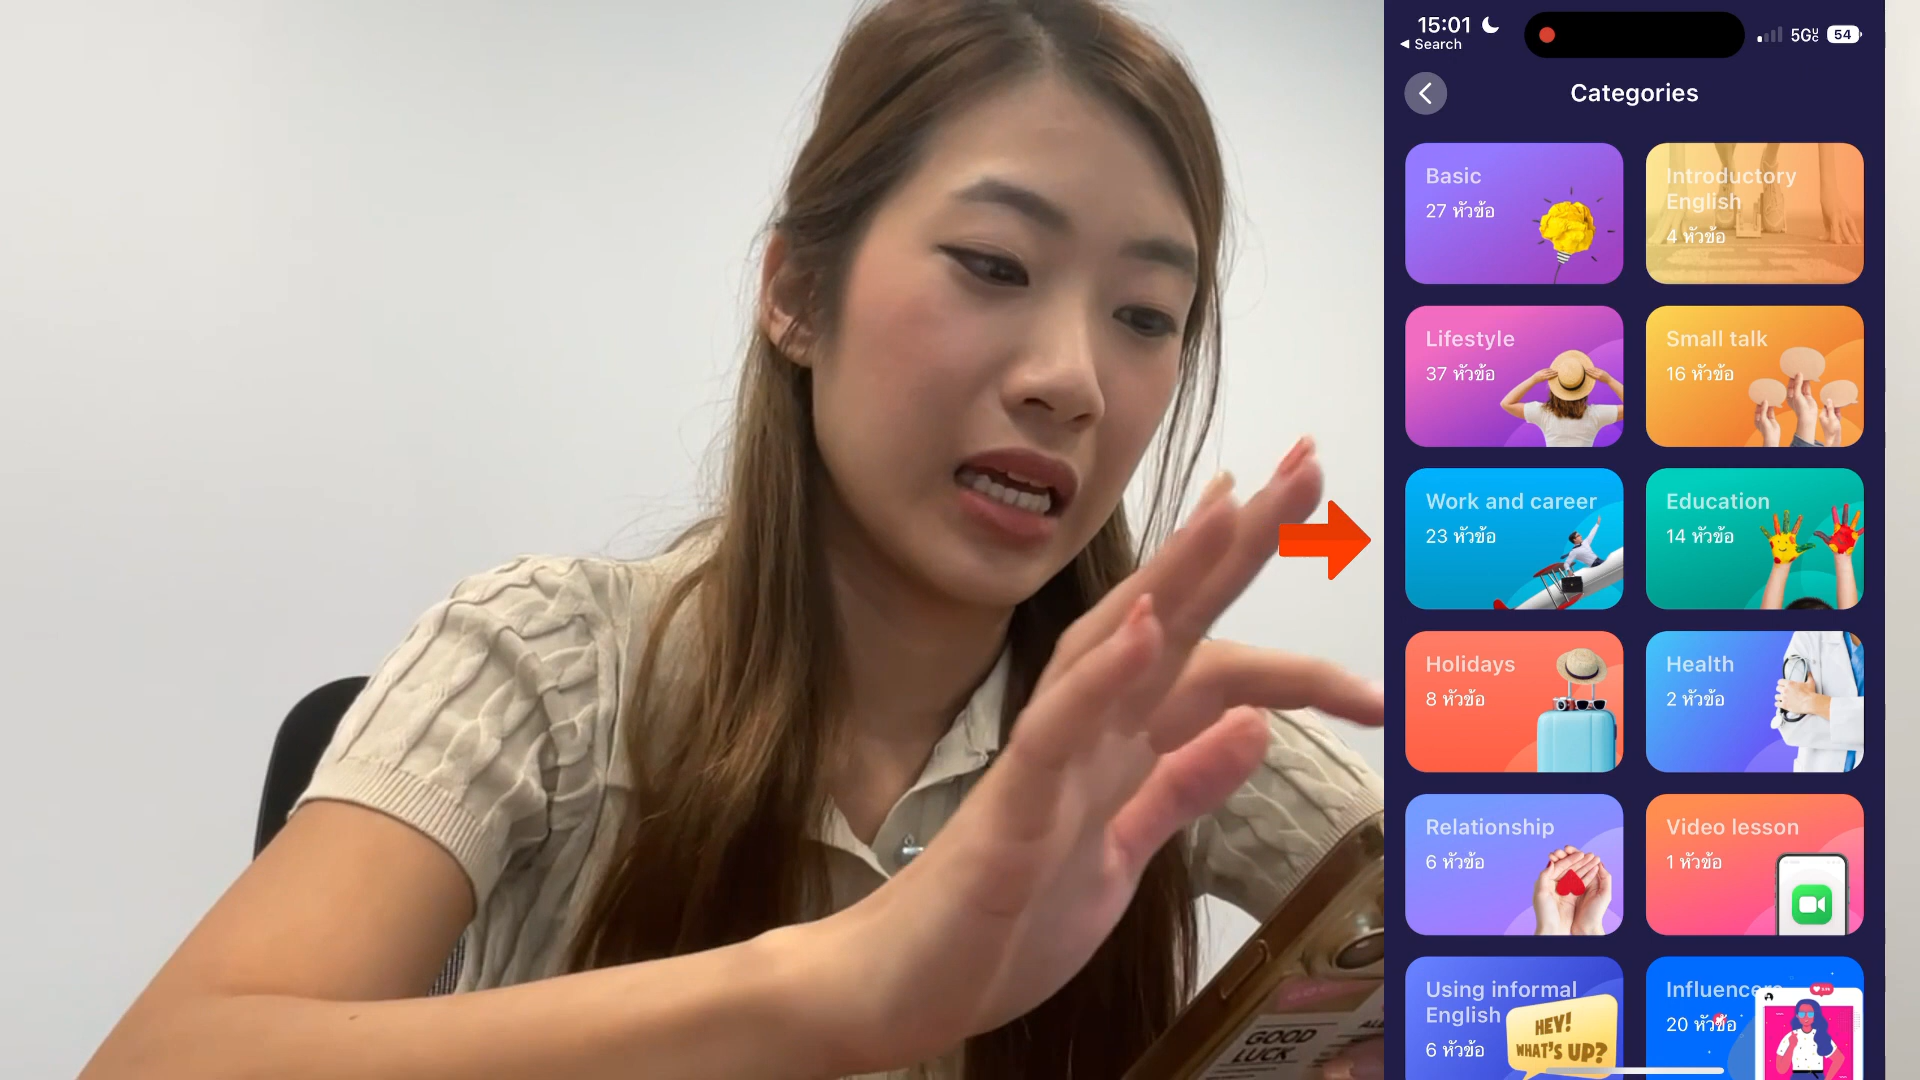 15:01
5G
54
◀ Search
Categories
Basic
27 หัวข้อ
Introductory
English
4 หัวข้อ
Lifestyle
37 หัวข้อ
Small talk
16 หัวข้อ
Work and career
23 หัวข้อ
Education
14 หัวข้อ
Holidays
8 หัวข้อ
Health
2 หัวข้อ
Relationship
6 หัวข้อ
Video lesson
1 หัวข้อ
Using informal
English
6 หัวข้อ
HEY!
WHAT'S UP?
Influencers
20 หัวข้อ
GOOD
LUCK